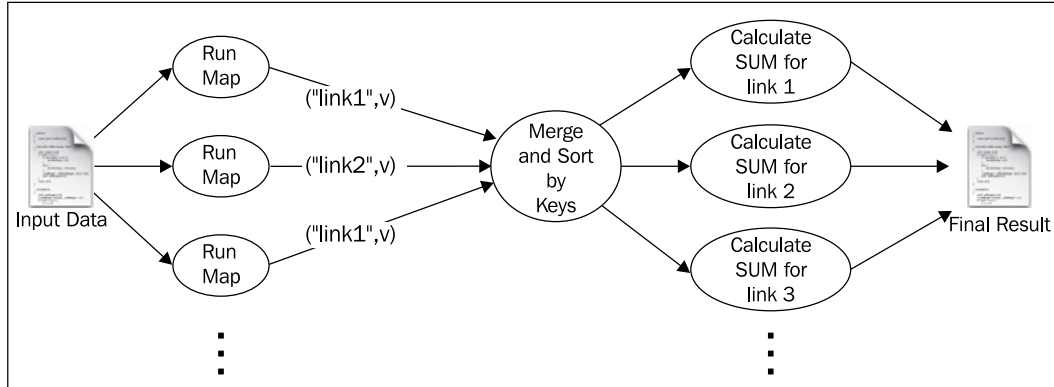 Input Data
Run
Map
Run
Map
Run
Map
("link1",v)
("link2",v)
("link1",v)
Merge
and Sort
by
Keys
Calculate
SUM for
link 1
Calculate
SUM for
link 2
Calculate
SUM for
link 3
Final Result